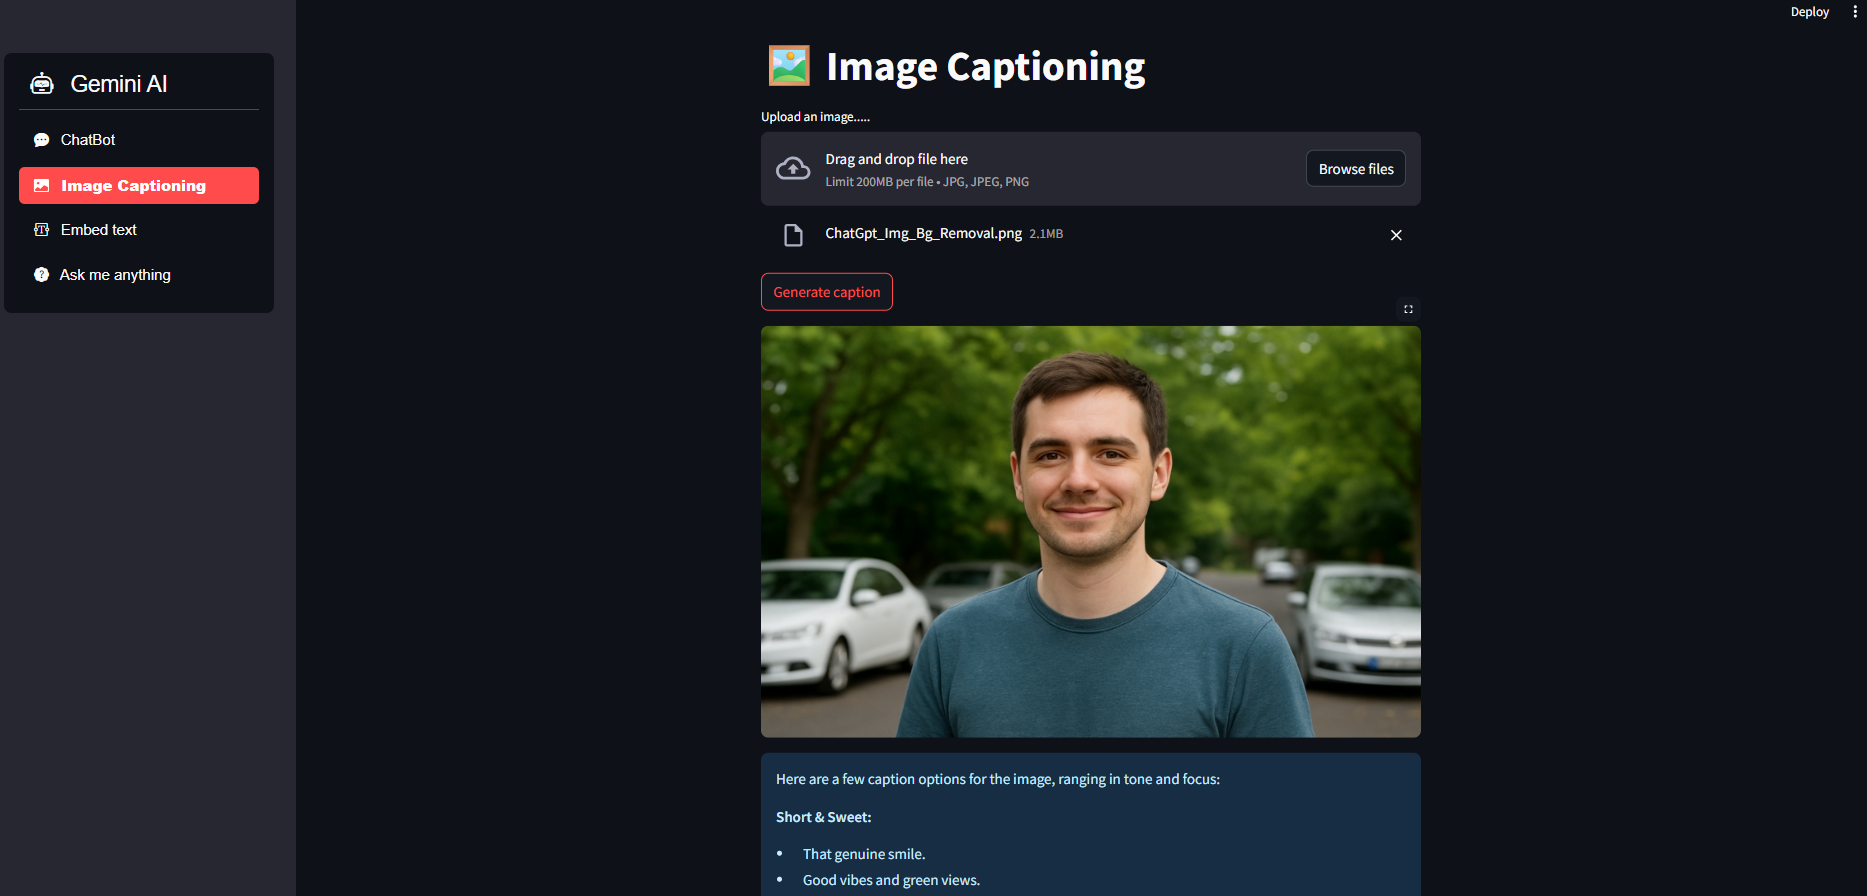 Deploy
Gemini AI
ChatBot
Image Captioning
Embed text
Ask me anything
Image Captioning
Upload an image.....
Drag and drop file here
Limit 200MB per file • JPG, JPEG, PNG
Browse files
ChatGpt_Img_Bg_Removal.png 2.1MB
Generate caption
Here are a few caption options for the image, ranging in tone and focus:
Short & Sweet:
• That genuine smile.
• Good vibes and green views.